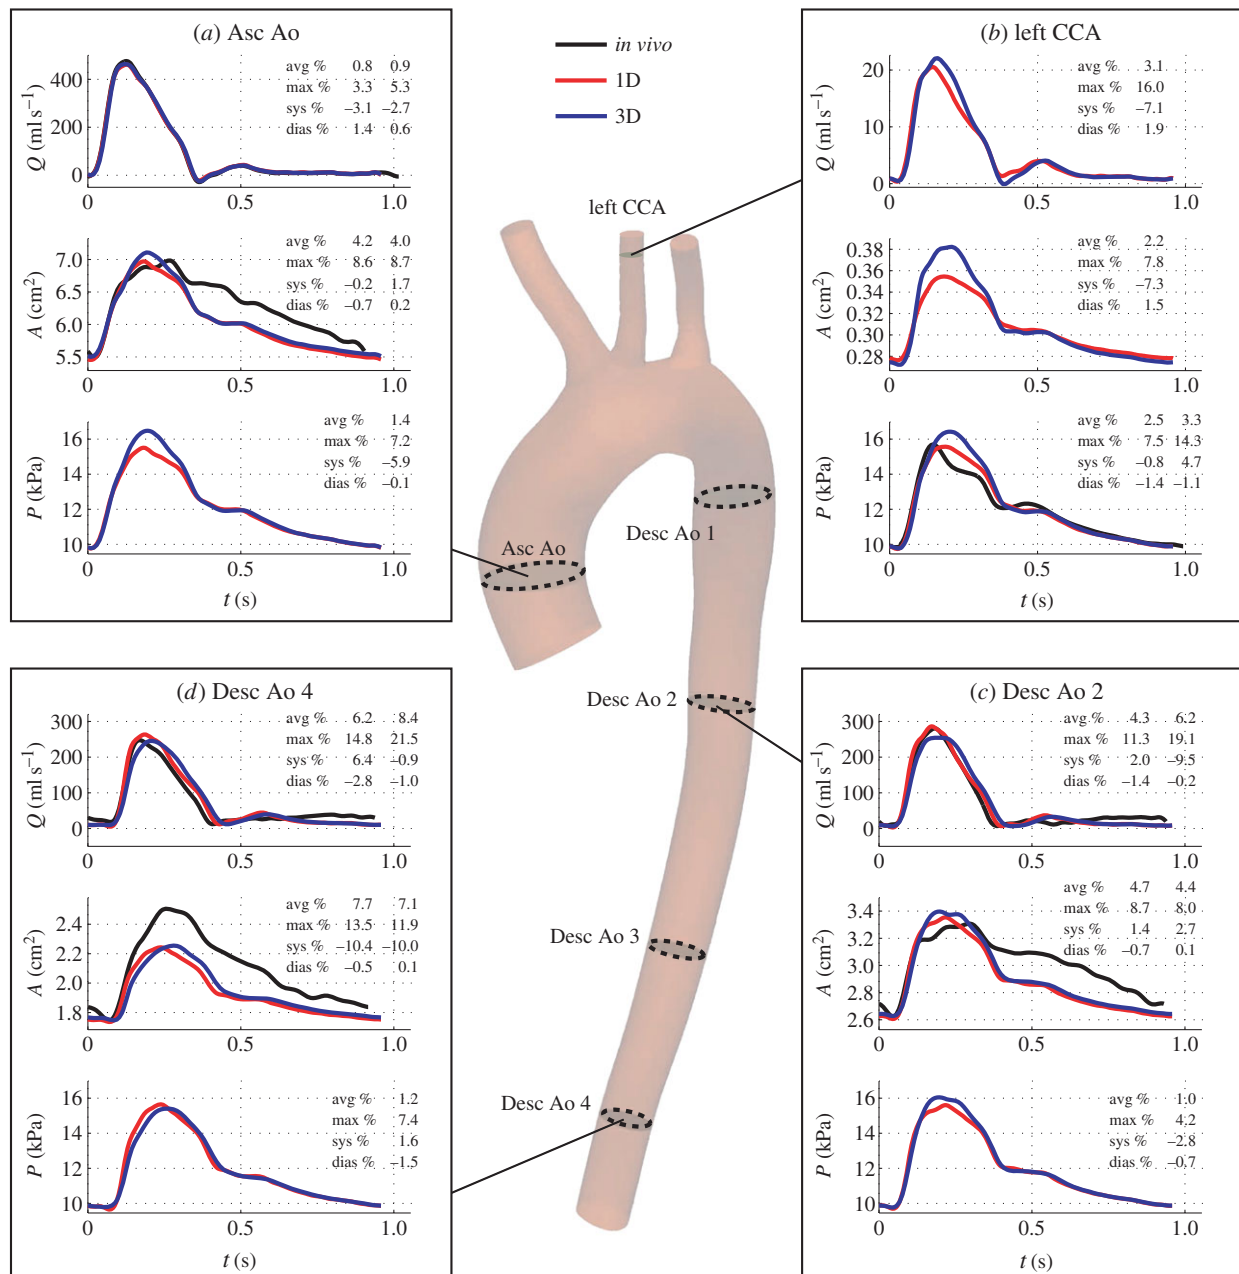 (a) Asc Ao
Q (ml s⁻¹)
400
200
0
avg % 0.8 0.9
max % 3.3 5.3
sys % –3.1 –2.7
dias % 1.4 0.6
0 0.5 1.0
A (cm²)
7.0
6.5
6.0
5.5
avg % 4.2 4.0
max % 8.6 8.7
sys % –0.2 1.7
dias % –0.7 0.2
0 0.5 1.0
P (kPa)
16
14
12
10
avg % 1.4
max % 7.2
sys % –5.9
dias % –0.1
0 0.5 1.0
t (s)
in vivo
1D
3D
left CCA
Asc Ao
Desc Ao 1
Desc Ao 2
Desc Ao 3
Desc Ao 4
(b) left CCA
Q (ml s⁻¹)
20
10
0
avg % 3.1
max % 16.0
sys % –7.1
dias % 1.9
0 0.5 1.0
A (cm²)
0.38
0.36
0.34
0.32
0.30
0.28
avg % 2.2
max % 7.8
sys % –7.3
dias % 1.5
0 0.5 1.0
P (kPa)
16
14
12
10
avg % 2.5 3.3
max % 7.5 14.3
sys % –0.8 4.7
dias % –1.4 –1.1
0 0.5 1.0
t (s)
(d) Desc Ao 4
Q (ml s⁻¹)
300
200
100
0
avg % 6.2 8.4
max % 14.8 21.5
sys % 6.4 –0.9
dias % –2.8 –1.0
0 0.5 1.0
A (cm²)
2.4
2.2
2.0
1.8
avg % 7.7 7.1
max % 13.5 11.9
sys % –10.4 –10.0
dias % –0.5 0.1
0 0.5 1.0
P (kPa)
16
14
12
10
avg % 1.2
max % 7.4
sys % 1.6
dias % –1.5
0 0.5 1.0
t (s)
(c) Desc Ao 2
Q (ml s⁻¹)
300
200
100
0
avg % 4.3 6.2
max % 11.3 19.1
sys % 2.0 –9.5
dias % –1.4 –0.2
0 0.5 1.0
A (cm²)
3.4
3.2
3.0
2.8
2.6
avg % 4.7 4.4
max % 8.7 8.0
sys % 1.4 2.7
dias % –0.7 0.1
0 0.5 1.0
P (kPa)
16
14
12
10
avg % 1.0
max % 4.2
sys % –2.8
dias % –0.7
0 0.5 1.0
t (s)